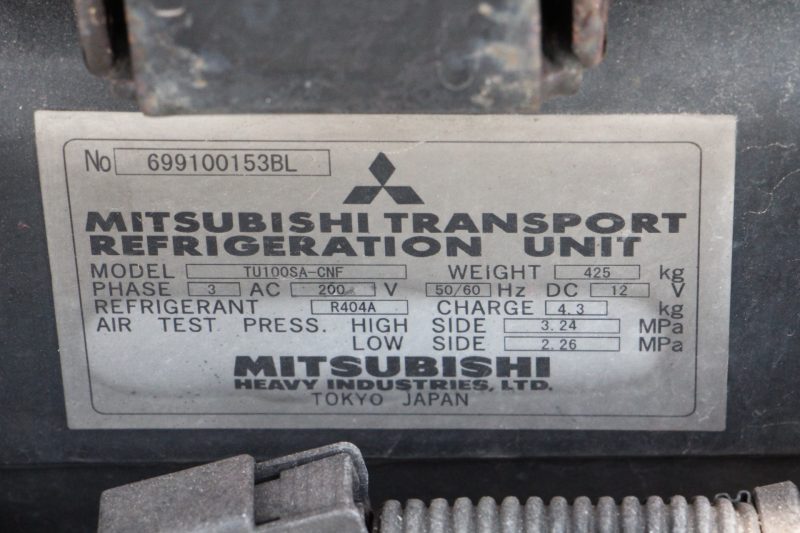 No 699100153BL
MITSUBISHI TRANSPORT
REFRIGERATION UNIT
MODEL TU100SA-CNF WEIGHT 425 kg
PHASE 3 AC 200 V 50/60 Hz DC 12 V
REFRIGERANT R404A CHARGE 4.3 kg
AIR TEST PRESS. HIGH SIDE 3.24 MPa
LOW SIDE 2.26 MPa
MITSUBISHI
HEAVY INDUSTRIES, LTD.
TOKYO JAPAN